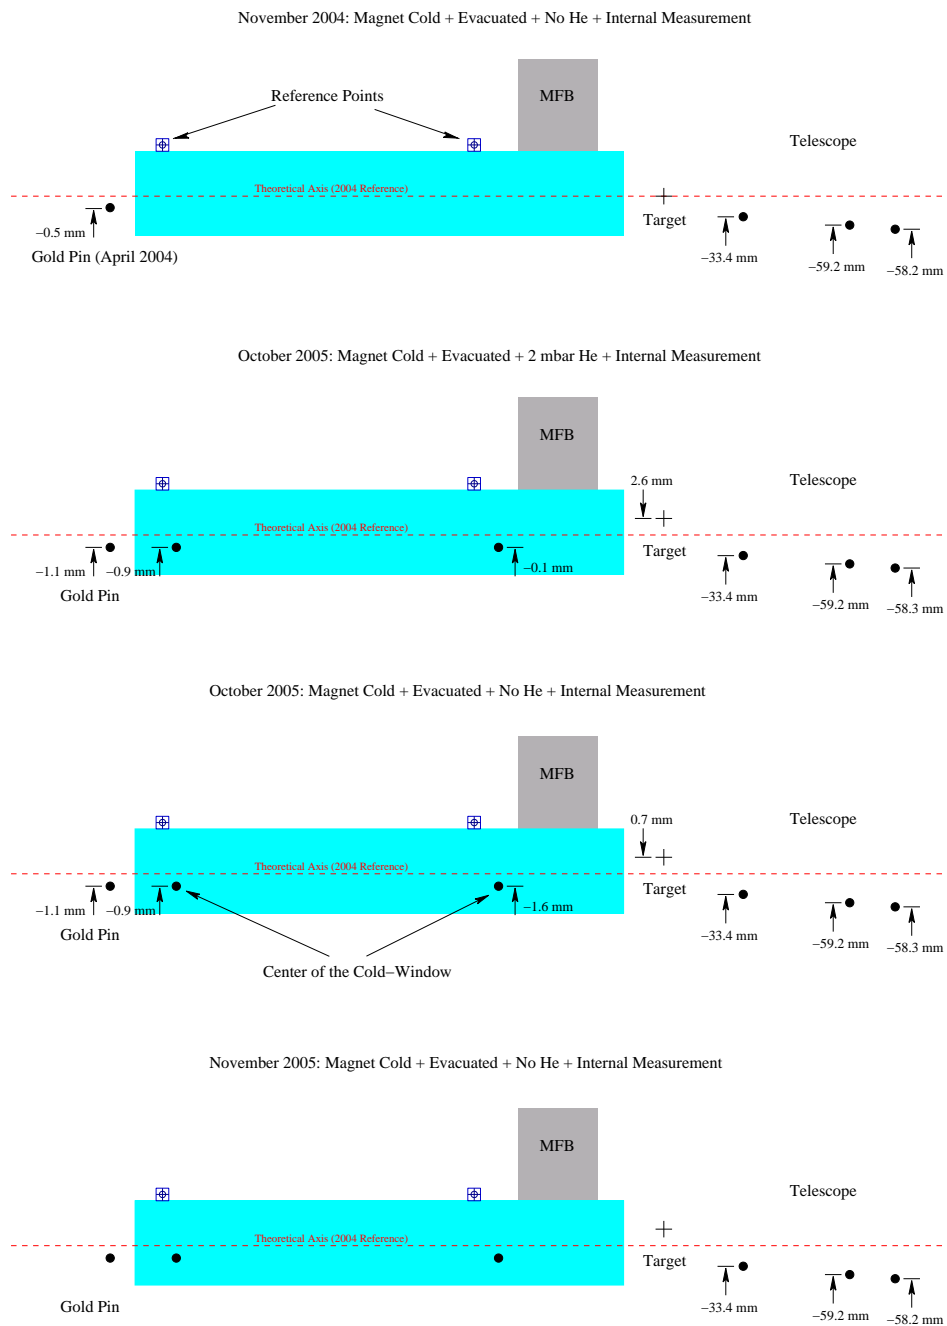 November 2004: Magnet Cold + Evacuated + No He + Internal Measurement
MFB
Reference Points
Telescope
Theoretical Axis (2004 Reference)
Target
−0.5 mm
Gold Pin (April 2004)
−33.4 mm
−59.2 mm
−58.2 mm
October 2005: Magnet Cold + Evacuated + 2 mbar He + Internal Measurement
MFB
2.6 mm
Telescope
Theoretical Axis (2004 Reference)
Target
−1.1 mm
−0.9 mm
−0.1 mm
Gold Pin
−33.4 mm
−59.2 mm
−58.3 mm
October 2005: Magnet Cold + Evacuated + No He + Internal Measurement
MFB
0.7 mm
Telescope
Theoretical Axis (2004 Reference)
Target
−1.1 mm
−0.9 mm
−1.6 mm
Gold Pin
−33.4 mm
−59.2 mm
−58.3 mm
Center of the Cold−Window
November 2005: Magnet Cold + Evacuated + No He + Internal Measurement
MFB
Telescope
Theoretical Axis (2004 Reference)
Target
Gold Pin
−33.4 mm
−59.2 mm
−58.2 mm